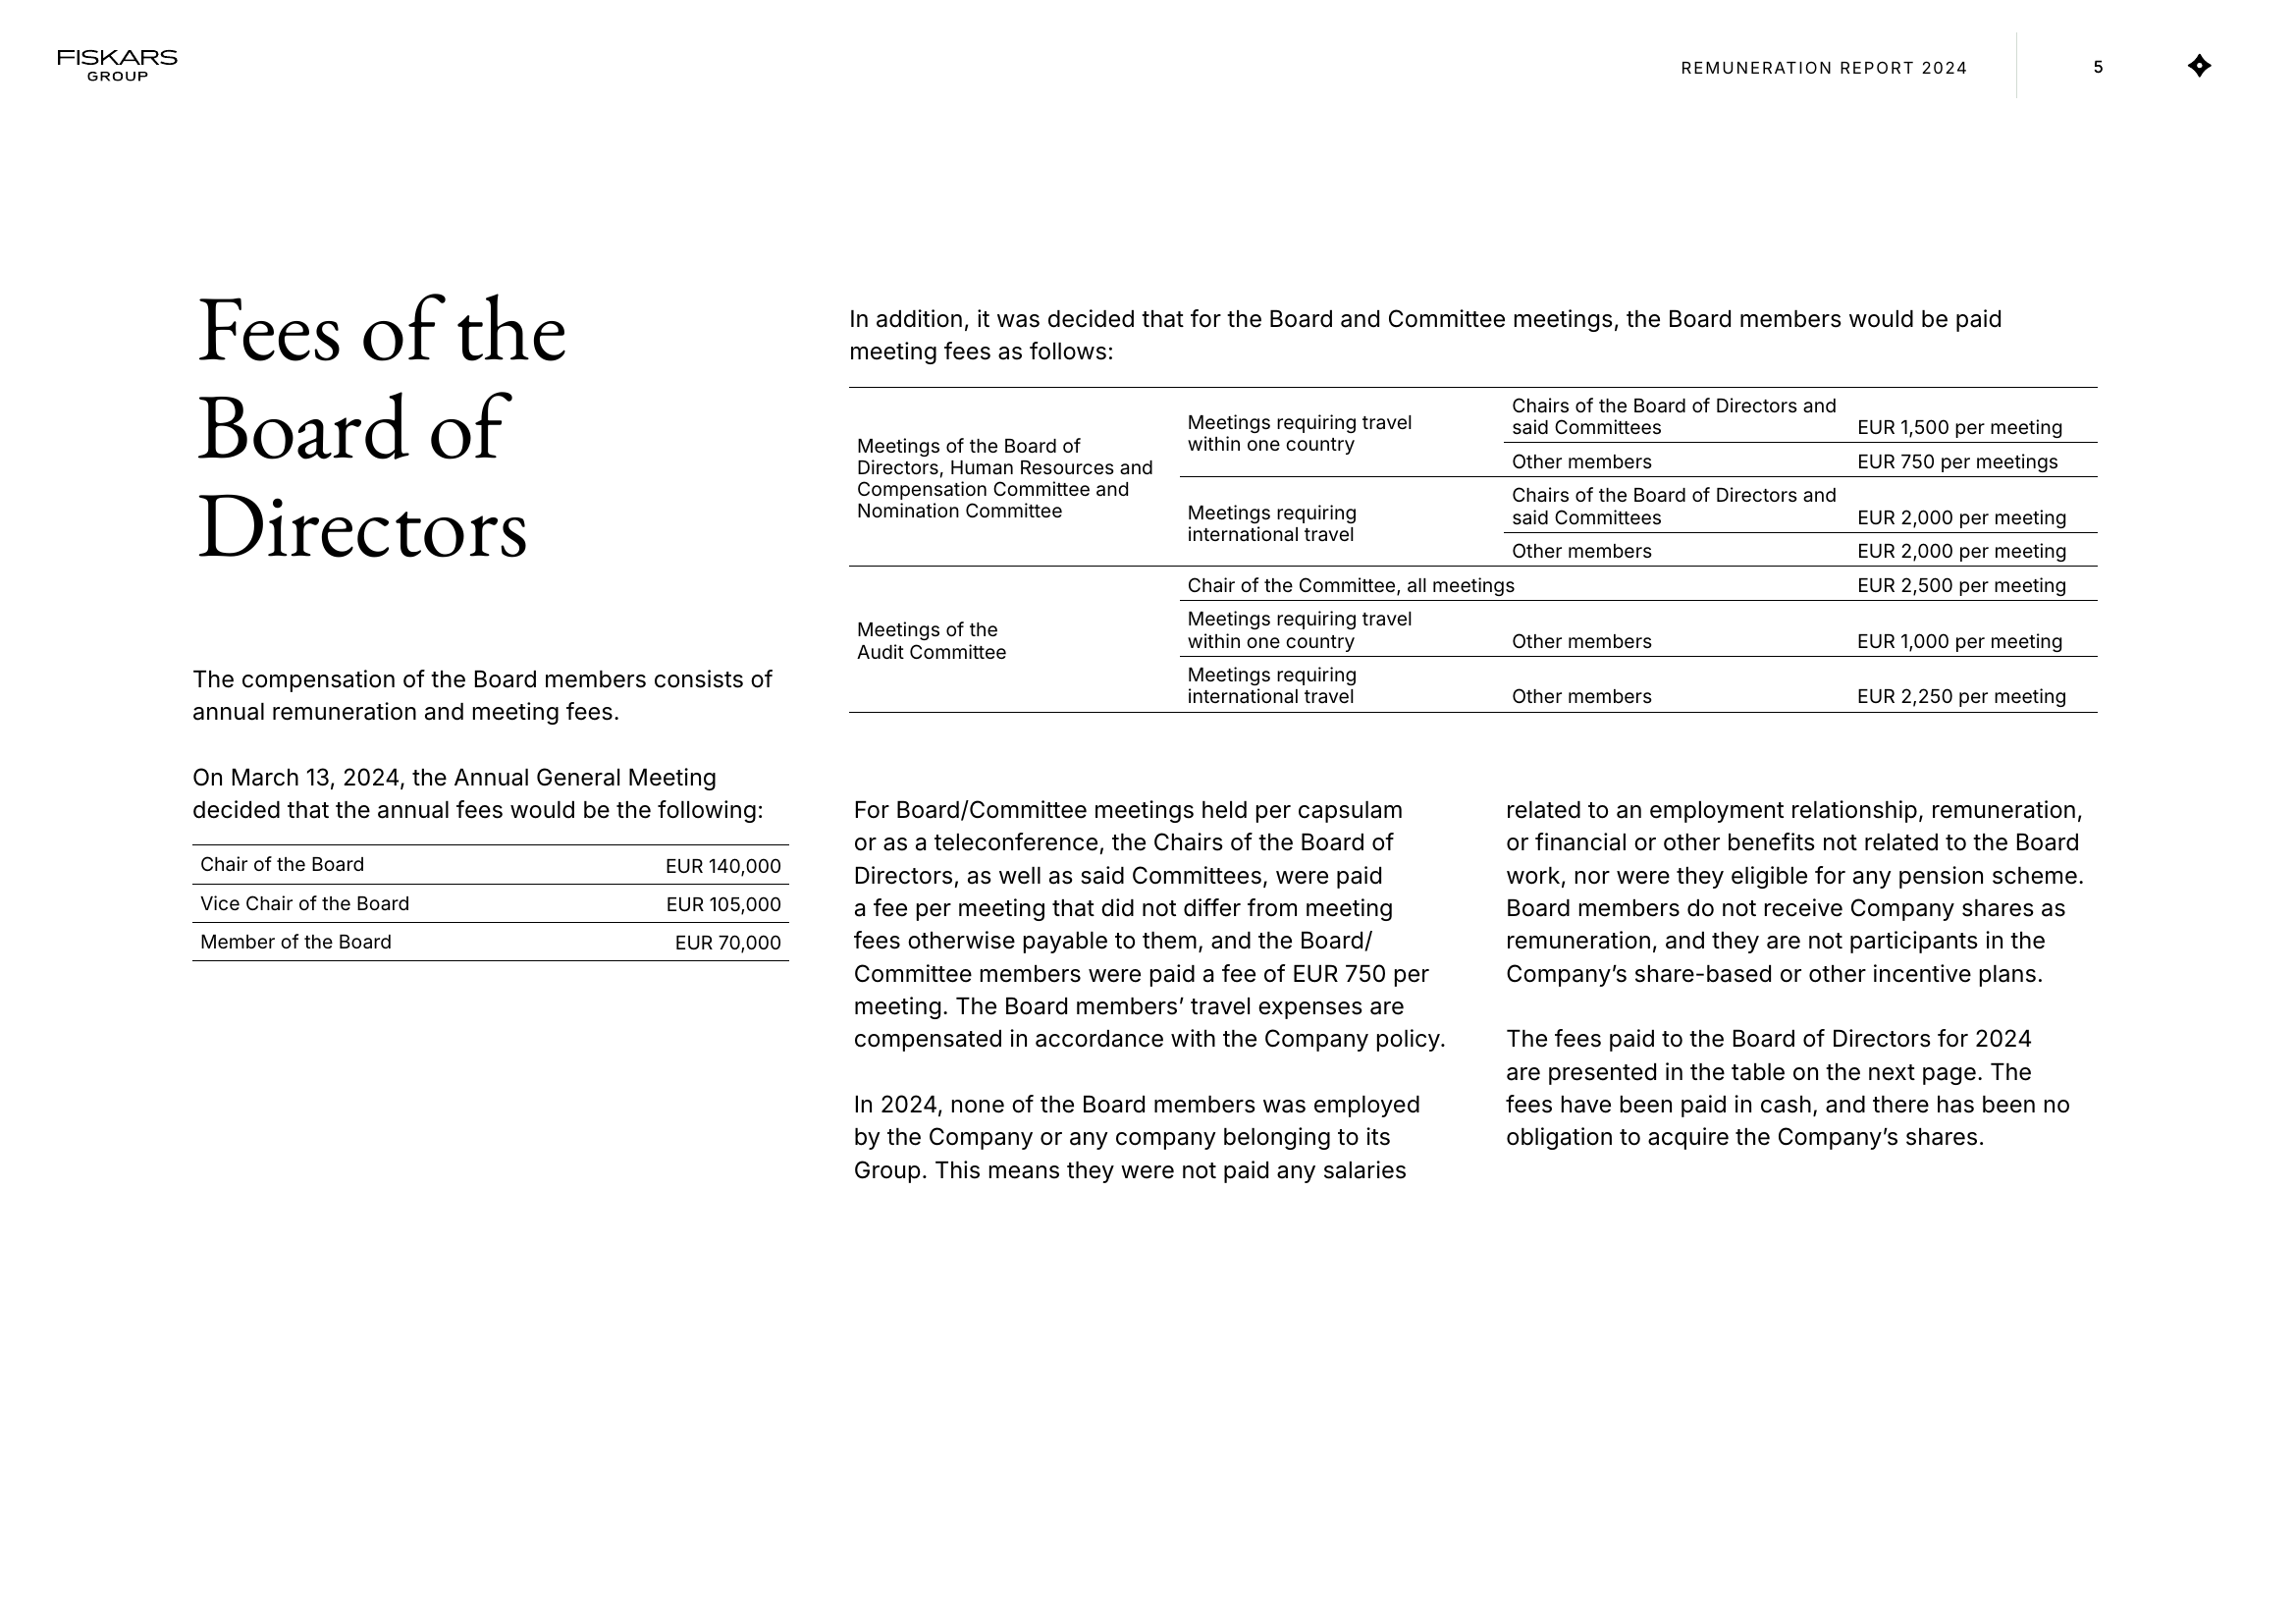 FISKARS
GROUP
REMUNERATION REPORT 2024
5
Fees of the
Board of
Directors
The compensation of the Board members consists of
annual remuneration and meeting fees.
On March 13, 2024, the Annual General Meeting
decided that the annual fees would be the following:
Chair of the Board EUR 140,000
Vice Chair of the Board EUR 105,000
Member of the Board EUR 70,000
In addition, it was decided that for the Board and Committee meetings, the Board members would be paid
meeting fees as follows:
Meetings of the Board of
Directors, Human Resources and
Compensation Committee and
Nomination Committee
Meetings requiring travel
within one country
Chairs of the Board of Directors and
said Committees EUR 1,500 per meeting
Other members EUR 750 per meetings
Meetings requiring
international travel
Chairs of the Board of Directors and
said Committees EUR 2,000 per meeting
Other members EUR 2,000 per meeting
Meetings of the
Audit Committee
Chair of the Committee, all meetings EUR 2,500 per meeting
Meetings requiring travel
within one country Other members EUR 1,000 per meeting
Meetings requiring
international travel Other members EUR 2,250 per meeting
For Board/Committee meetings held per capsulam
or as a teleconference, the Chairs of the Board of
Directors, as well as said Committees, were paid
a fee per meeting that did not differ from meeting
fees otherwise payable to them, and the Board/
Committee members were paid a fee of EUR 750 per
meeting. The Board members’ travel expenses are
compensated in accordance with the Company policy.
In 2024, none of the Board members was employed
by the Company or any company belonging to its
Group. This means they were not paid any salaries
related to an employment relationship, remuneration,
or financial or other benefits not related to the Board
work, nor were they eligible for any pension scheme.
Board members do not receive Company shares as
remuneration, and they are not participants in the
Company’s share-based or other incentive plans.
The fees paid to the Board of Directors for 2024
are presented in the table on the next page. The
fees have been paid in cash, and there has been no
obligation to acquire the Company’s shares.